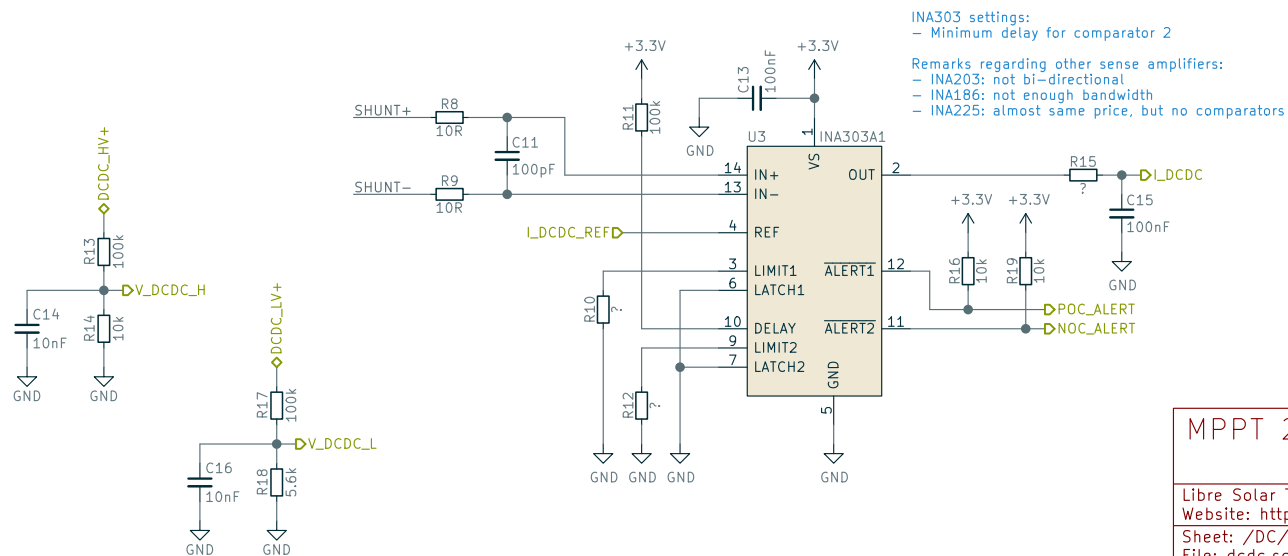 INA303 settings:
− Minimum delay for comparator 2
Remarks regarding other sense amplifiers:
− INA203: not bi−directional
− INA186: not enough bandwidth
− INA225: almost same price, but no comparators
+3.3V
+3.3V
C13
100nF
GND
R11
100k
SHUNT+
R8
10R
C11
100pF
SHUNT−
R9
10R
U3
INA303A1
1
VS
14
IN+
13
IN−
4
REF
3
LIMIT1
6
LATCH1
10
DELAY
9
LIMIT2
7
LATCH2
OUT
2
ALERT1
12
ALERT2
11
GND
5
GND
I_DCDC_REF
R10
?
R12
?
GND
GND
GND
R15
?
I_DCDC
C15
100nF
GND
+3.3V
+3.3V
R16
10k
R19
10k
POC_ALERT
NOC_ALERT
DCDC_HV+
R13
100k
V_DCDC_H
C14
10nF
R14
10k
GND
GND
DCDC_LV+
R17
100k
V_DCDC_L
C16
10nF
R18
5.6k
GND
GND
MPPT 2
Libre Solar
Website: http
Sheet: /DC/